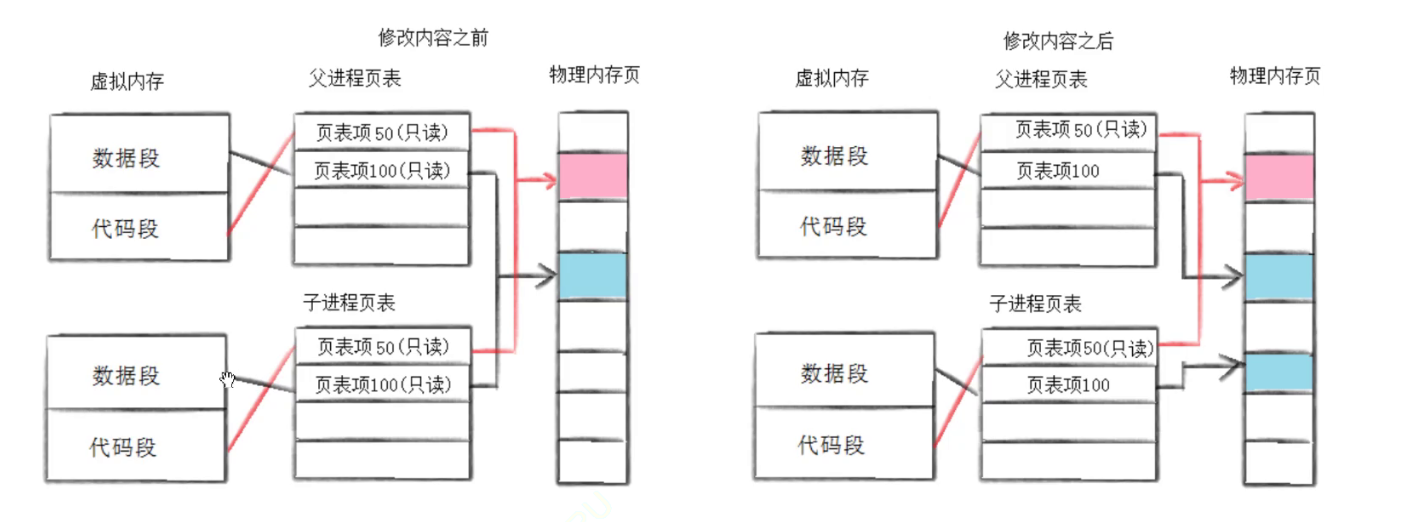 修改内容之前
虚拟内存
父进程页表
物理内存页
数据段
代码段
页表项50(只读)
页表项100(只读)
子进程页表
数据段
代码段
页表项50(只读)
页表项100(只读)
修改内容之后
虚拟内存
父进程页表
物理内存页
数据段
代码段
页表项50(只读)
页表项100
子进程页表
数据段
代码段
页表项50(只读)
页表项100